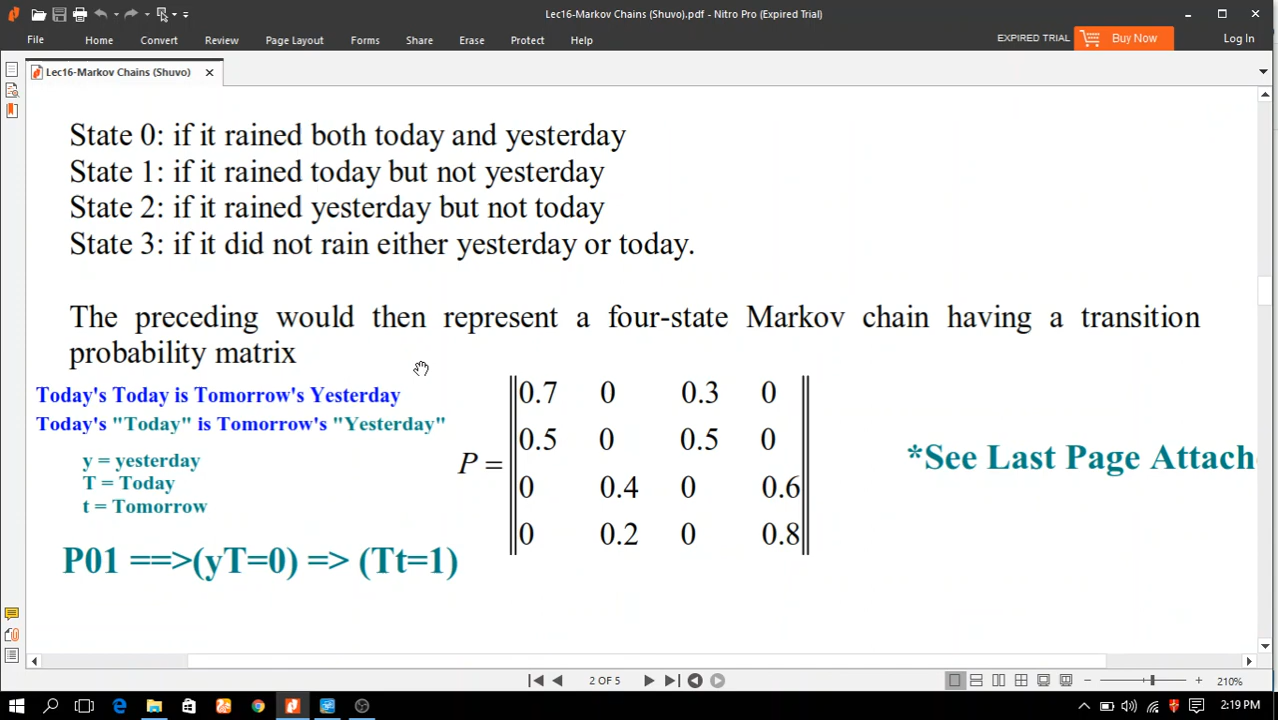 Lec16-Markov Chains (Shuvo).pdf - Nitro Pro (Expired Trial)
File Home Convert Review Page Layout Forms Share Erase Protect Help EXPIRED TRIAL Buy Now Log In
Lec16-Markov Chains (Shuvo)
State 0: if it rained both today and yesterday
State 1: if it rained today but not yesterday
State 2: if it rained yesterday but not today
State 3: if it did not rain either yesterday or today.
The preceding would then represent a four-state Markov chain having a transition
probability matrix
Today's Today is Tomorrow's Yesterday
Today's "Today" is Tomorrow's "Yesterday"
y = yesterday
T = Today
t = Tomorrow
P01 ==>(yT=0) => (Tt=1)
P =
0.7 0 0.3 0
0.5 0 0.5 0
0 0.4 0 0.6
0 0.2 0 0.8
*See Last Page Attach
2 OF 5
210%
2:19 PM